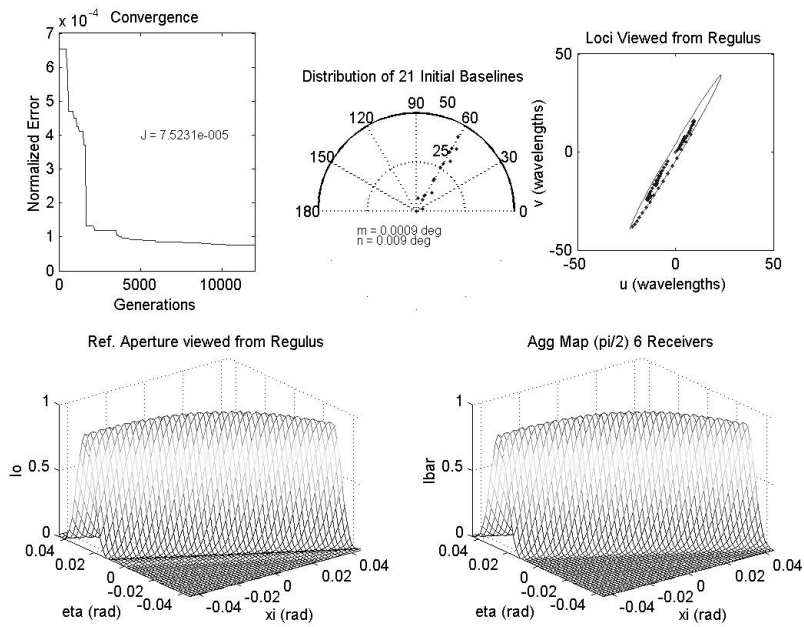 x 10⁻⁴
Convergence
7
6
5
4
3
2
1
0
Normalized Error
J = 7.5231e-005
0
5000
10000
Generations
Distribution of 21 Initial Baselines
90
50
120
60
150
25
30
180
0
m = 0.0009 deg
n = 0.009 deg
Loci Viewed from Regulus
50
0
-50
v (wavelengths)
-50
0
50
u (wavelengths)
Ref. Aperture viewed from Regulus
1
0.5
0
Io
0.04
0.02
0
-0.02
-0.04
eta (rad)
-0.04
-0.02
0
0.02
0.04
xi (rad)
Agg Map (pi/2) 6 Receivers
1
0.5
0
Ibar
0.04
0.02
0
-0.02
-0.04
eta (rad)
-0.04
-0.02
0
0.02
0.04
xi (rad)